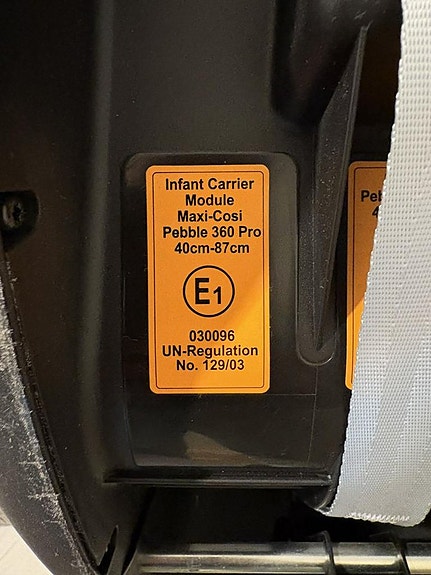 Infant Carrier
Module
Maxi-Cosi
Pebble 360 Pro
40cm-87cm
E1
030096
UN-Regulation
No. 129/03